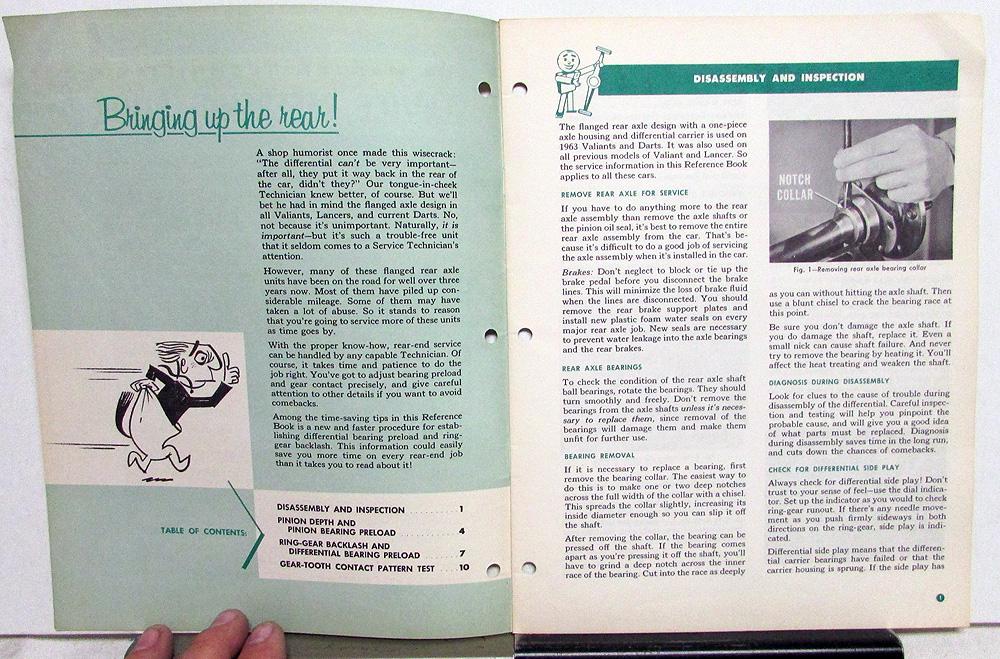 Bringing up the rear!
A shop humorist once made this wisecrack:
"The differential can't be very important—
after all, they put it way back in the rear of
the car, didn't they?" Our tongue-in-cheek
Technician knew better, of course. But we'll
bet he had in mind the flanged axle design in
all Valiants, Lancers, and current Darts. No,
not because it's unimportant. Naturally, it is
important—but it's such a trouble-free unit
that it seldom comes to a Service Technician's
attention.
However, many of these flanged rear axle
units have been on the road for well over three
years now. Most of them have piled up con-
siderable mileage. Some of them may have
taken a lot of abuse. So it stands to reason
that you're going to service more of these units
as time goes by.
With the proper know-how, rear-end service
can be handled by any capable Technician. Of
course, it takes time and patience to do the
job right. You've got to adjust bearing preload
and gear contact precisely, and give careful
attention to other details if you want to avoid
comebacks.
Among the time-saving tips in this Reference
Book is a new and faster procedure for estab-
lishing differential bearing preload and ring-
gear backlash. This information could easily
save you more time on every rear-end job
than it takes you to read about it!
TABLE OF CONTENTS:
DISASSEMBLY AND INSPECTION .......... 1
PINION DEPTH AND
PINION BEARING PRELOAD .......... 4
RING-GEAR BACKLASH AND
DIFFERENTIAL BEARING PRELOAD ...... 7
GEAR-TOOTH CONTACT PATTERN TEST .... 10
DISASSEMBLY AND INSPECTION
The flanged rear axle design with a one-piece
axle housing and differential carrier is used on
1963 Valiants and Darts. It was also used on
all previous models of Valiant and Lancer. So
the service information in this Reference Book
applies to all these cars.
REMOVE REAR AXLE FOR SERVICE
If you have to do anything more to the rear
axle assembly than remove the axle shafts or
the pinion oil seal, it's best to remove the entire
rear axle assembly from the car. That's be-
cause it's difficult to do a good job of servicing
the axle assembly when it's installed in the car.
Brakes: Don't neglect to block or tie up the
brake pedal before you disconnect the brake
lines. This will minimize the loss of brake fluid
when the lines are disconnected. You should
remove the rear brake support plates and
install new plastic foam water seals on every
major rear axle job. New seals are necessary
to prevent water leakage into the axle bearings
and the rear brakes.
REAR AXLE BEARINGS
To check the condition of the rear axle shaft
ball bearings, rotate the bearings. They should
turn smoothly and freely. Don't remove the
bearings from the axle shafts unless it's neces-
sary to replace them, since removal of the
bearings will damage them and make them
unfit for further use.
BEARING REMOVAL
If it is necessary to replace a bearing, first
remove the bearing collar. The easiest way to
do this is to make one or two deep notches
across the full width of the collar with a chisel.
This spreads the collar slightly, increasing its
inside diameter enough so you can slip it off
the shaft.
After removing the collar, the bearing can be
pressed off the shaft. If the bearing comes
apart as you're pressing it off the shaft, you'll
have to grind a deep notch across the inner
race of the bearing. Cut into the race as deeply
NOTCH
COLLAR
Fig. 1—Removing rear axle bearing collar
as you can without hitting the axle shaft. Then
use a blunt chisel to crack the bearing race at
this point.
Be sure you don't damage the axle shaft. If
you do damage the shaft, replace it. Even a
small nick can cause shaft failure. And never
try to remove the bearing by heating it. You'll
affect the heat treating and weaken the shaft.
DIAGNOSIS DURING DISASSEMBLY
Look for clues to the cause of trouble during
disassembly of the differential. Careful inspec-
tion and testing will help you pinpoint the
probable cause, and will give you a good idea
of what parts must be replaced. Diagnosis
during disassembly saves time in the long run,
and cuts down the chances of comebacks.
CHECK FOR DIFFERENTIAL SIDE PLAY
Always check for differential side play! Don't
trust to your sense of feel—use the dial indica-
tor. Set up the indicator as you would to check
ring-gear runout. If there's any needle move-
ment as you push firmly sideways in both
directions on the ring-gear, side play is indi-
cated.
Differential side play means that the differen-
tial carrier bearings have failed or that the
carrier housing is sprung. If the side play has
1